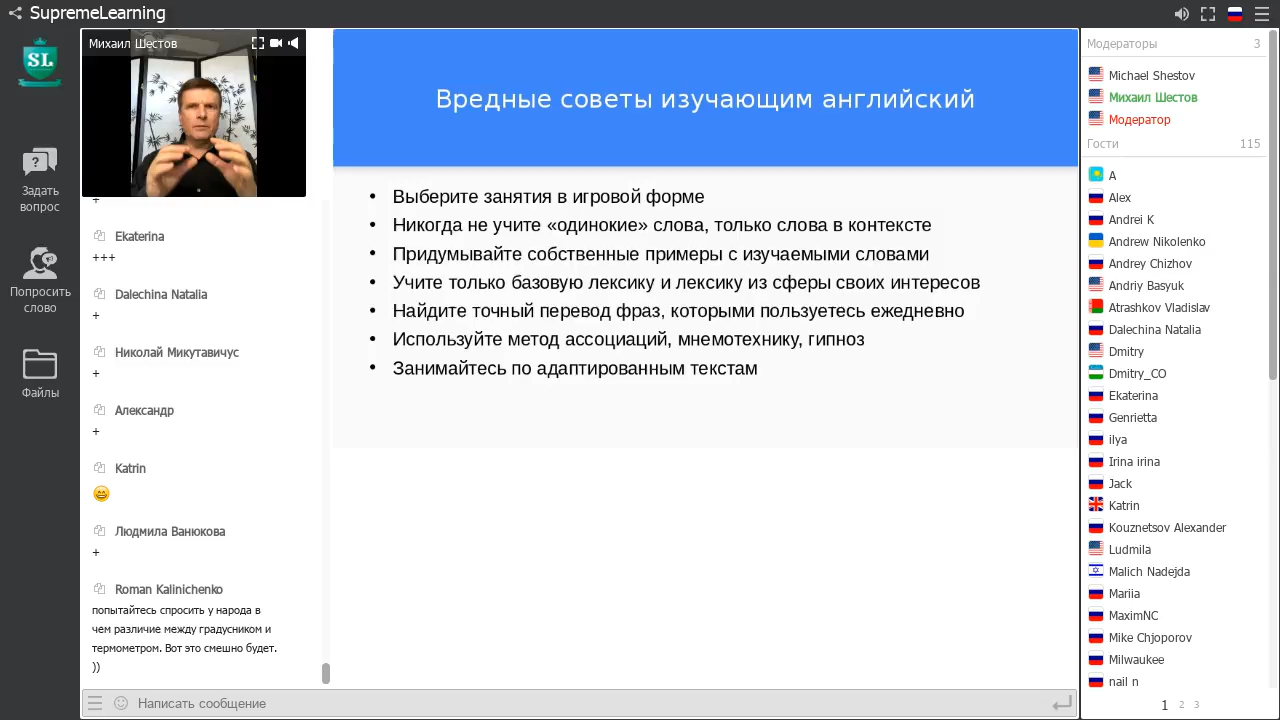 SupremeLearning
Михаил Шестов
SL
Задать
вопрос
Попросить
слово
Файлы
+
Ekaterina
+++
Dalechina Natalia
+
Николай Микутавичус
+
Александр
+
Katrin
Людмила Ванюкова
+
Roman Kalinichenko
попытайтесь спросить у народа в
чем различие между градусником и
термометром. Вот это смешно будет.
))
Написать сообщение
Вредные советы изучающим английский
• Выберите занятия в игровой форме
• Никогда не учите «одинокие» слова, только слова в контексте
• Придумывайте собственные примеры с изучаемыми словами
• Учите только базовую лексику и лексику из сферы своих интересов
• Найдите точный перевод фраз, которыми пользуетесь ежедневно
• Используйте метод ассоциаций, мнемотехнику, гипноз
• Занимайтесь по адаптированным текстам
Модераторы 3
Michael Shestov
Михаил Шестов
Модератор
Гости 115
A
Alex
Andrei K
Andrew Nikolenko
Andrey Chizhov
Andriy Basyuk
Atrashkov Vladislav
Dalechina Natalia
Dmitry
Dmitry_CO
Ekaterina
Genrietta
ilya
Irina irina
Jack
Katrin
Kouznetsov Alexander
Ludmila
Malich Nadejda
Mariia
MaximNC
Mike Chjoporov
Milwaukee
nail n
1 2 3